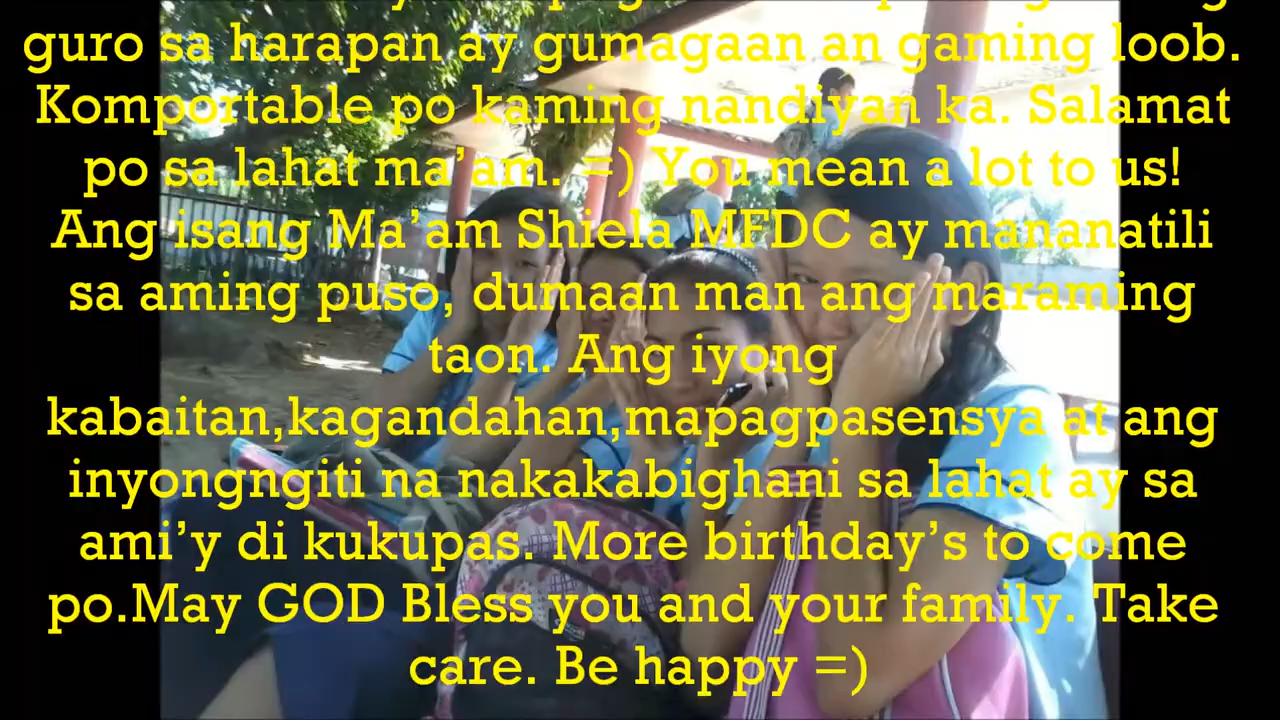 guro sa harapan ay gumagaan an gaming loob.
Komportable po kaming nandiyan ka. Salamat
po sa lahat ma'am. =) You mean a lot to us!
Ang isang Ma'am Shiela MFDC ay mananatili
sa aming puso, dumaan man ang maraming
taon. Ang iyong
kabaitan,kagandahan,mapagpasensya at ang
inyongngiti na nakakabighani sa lahat ay sa
ami'y di kukupas. More birthday's to come
po.May GOD Bless you and your family. Take
care. Be happy =)